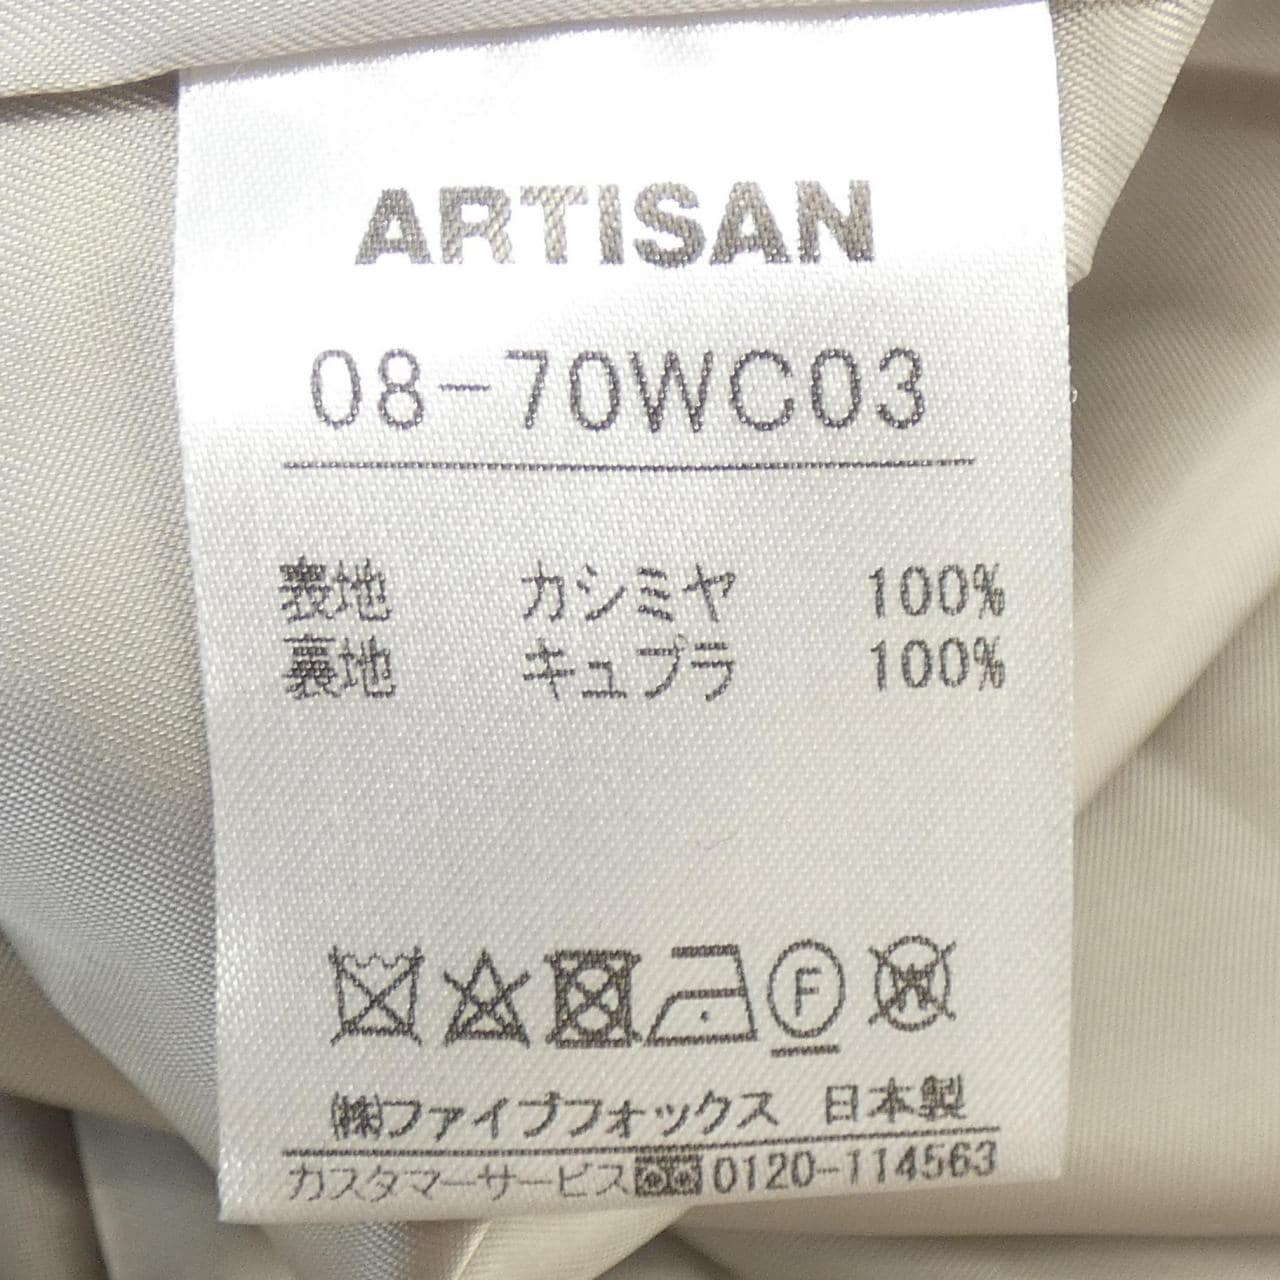 ARTISAN
08-70WC03
表地 カシミヤ 100%
裏地 キュプラ 100%
F W
㈱ファイブフォックス 日本製
カスタマーサービス 0120-114563